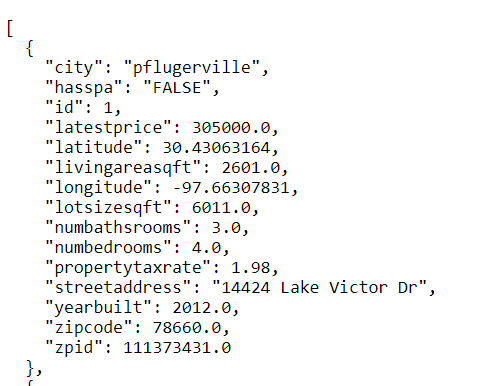 [
  {
    "city": "pflugerville",
    "hasspa": "FALSE",
    "id": 1,
    "latestprice": 305000.0,
    "latitude": 30.43063164,
    "livingareasqft": 2601.0,
    "longitude": -97.66307831,
    "lotsizesqft": 6011.0,
    "numbathsrooms": 3.0,
    "numbedrooms": 4.0,
    "propertytaxrate": 1.98,
    "streetaddress": "14424 Lake Victor Dr",
    "yearbuilt": 2012.0,
    "zipcode": 78660.0,
    "zpid": 111373431.0
  },
  {